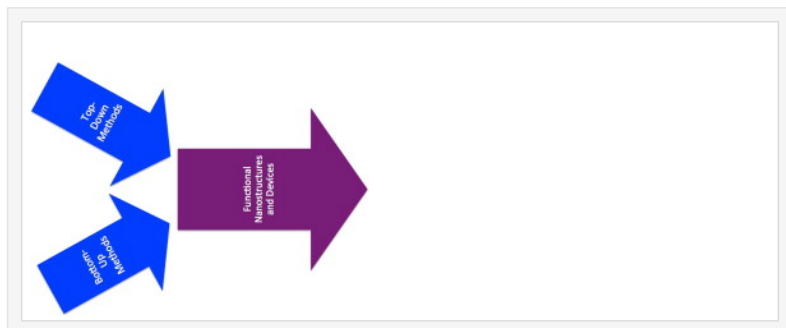 Top-
Down
Methods
Functional
Nanostructures
and Devices
Bottom-
Up
Methods